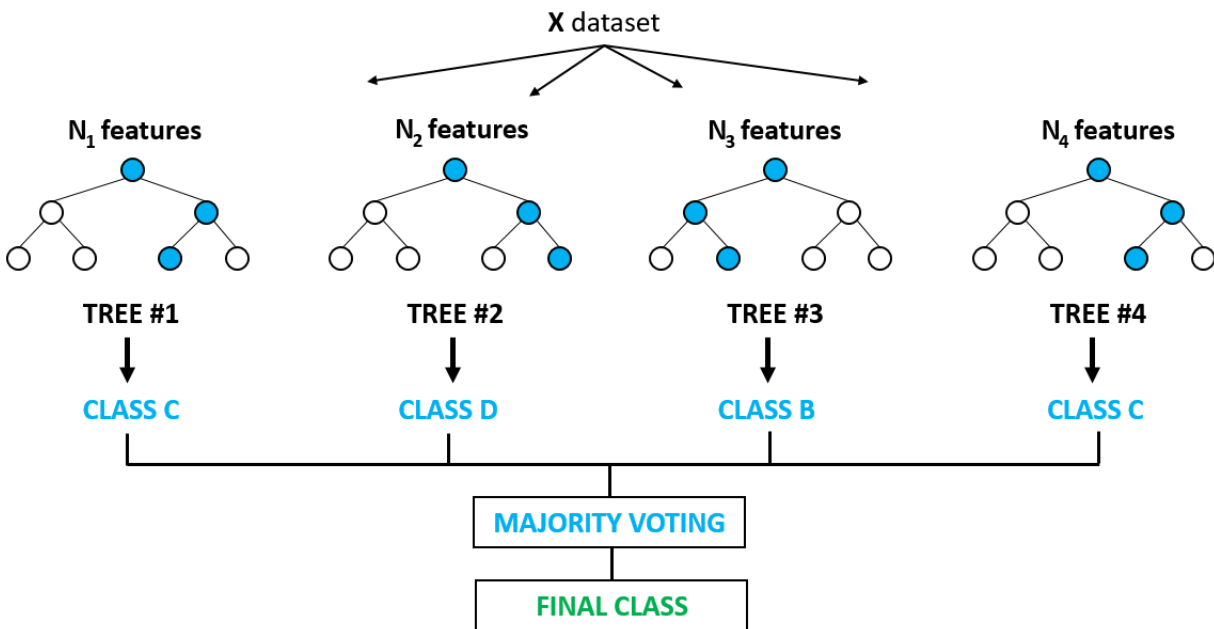 X dataset
N₁ features
N₂ features
N₃ features
N₄ features
TREE #1
TREE #2
TREE #3
TREE #4
CLASS C
CLASS D
CLASS B
CLASS C
MAJORITY VOTING
FINAL CLASS